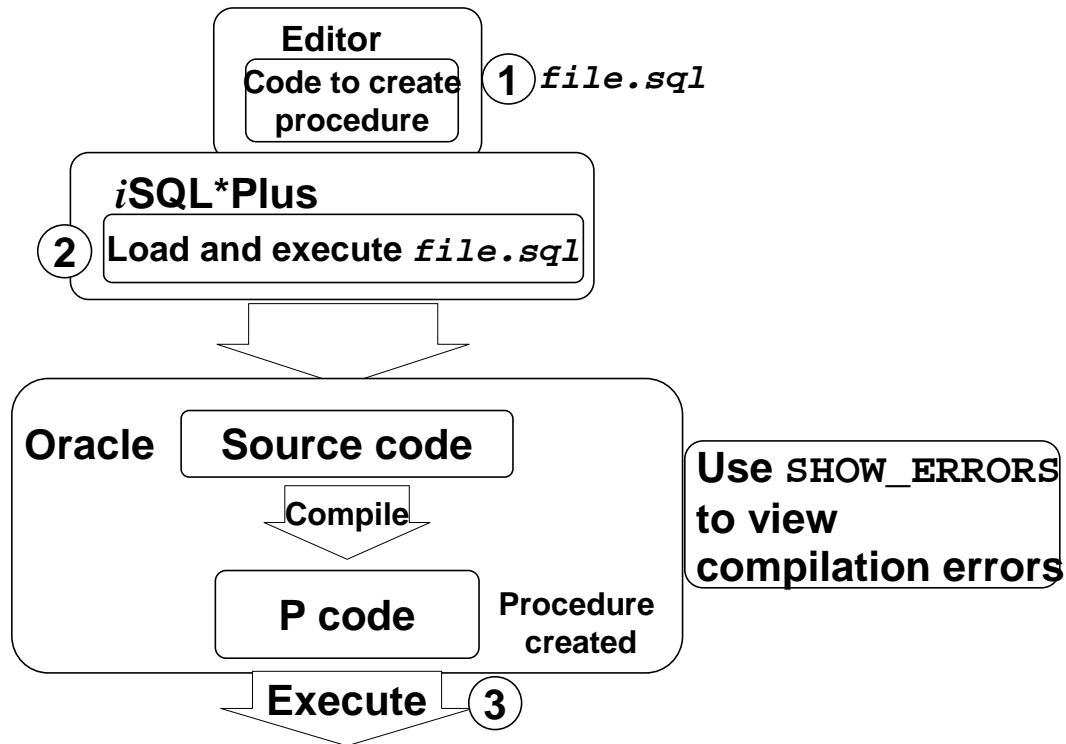 Editor
Code to create
procedure
1 file.sql
iSQL*Plus
2 Load and execute file.sql
Oracle
Source code
Compile
P code
Procedure
created
Use SHOW_ERRORS
to view
compilation errors
Execute 3